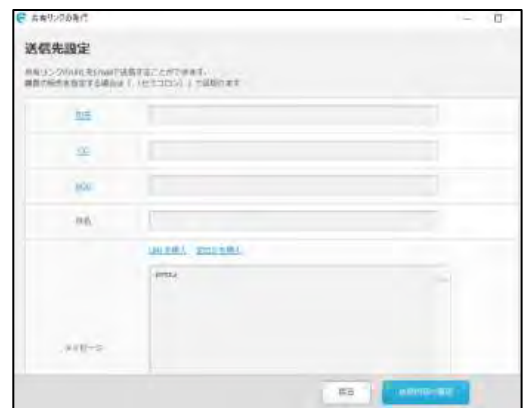 共有リンクの発行
送信先設定
共有リンクのURLをEmailで送信することができます。
複数の宛先を指定する場合は「;（セミコロン）」で区切ります
宛先
CC
BCC
件名
URLを挿入
メッセージ
戻る